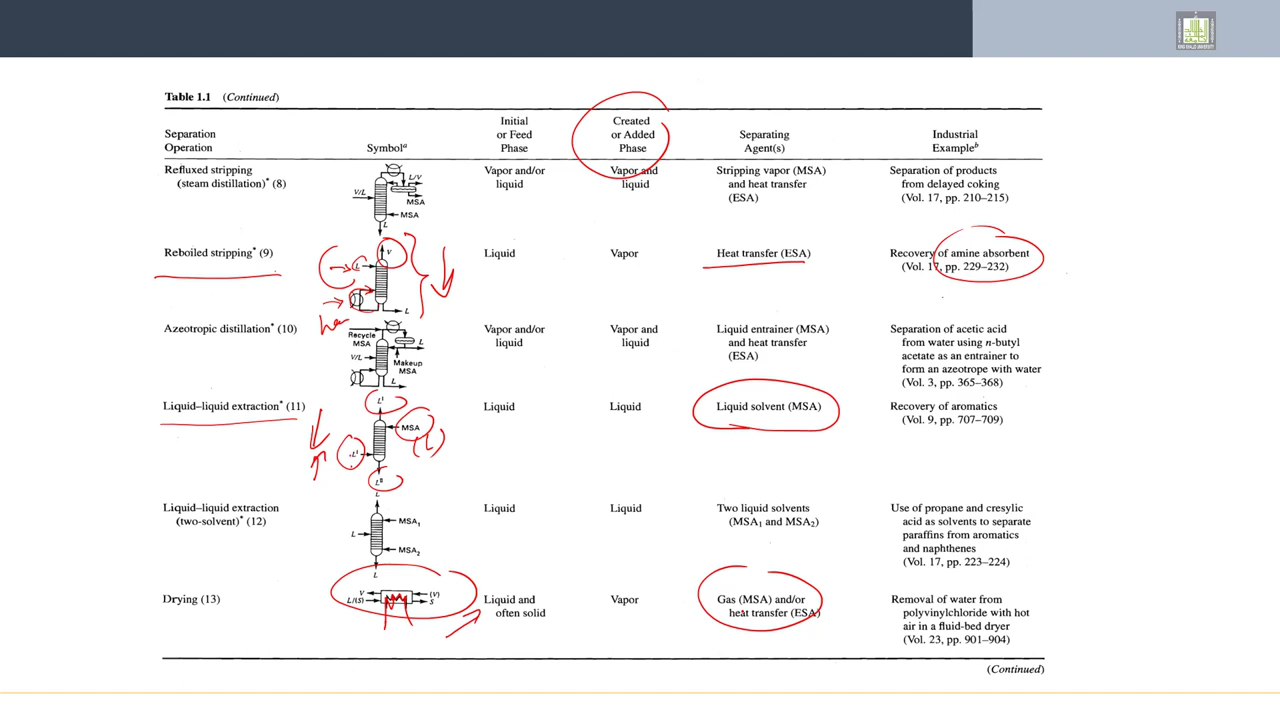 Table 1.1 (Continued)
Separation Operation
Symbolᵃ
Initial or Feed Phase
Created or Added Phase
Separating Agent(s)
Industrial Exampleᵇ
Refluxed stripping
(steam distillation)* (8)
L/V
V/L
MSA
MSA
L
Vapor and/or
liquid
Vapor and
liquid
Stripping vapor (MSA)
and heat transfer
(ESA)
Separation of products
from delayed coking
(Vol. 17, pp. 210–215)
Reboiled stripping* (9)
V
L
L
Liquid
Vapor
Heat transfer (ESA)
Recovery of amine absorbent
(Vol. 17, pp. 229–232)
Azeotropic distillation* (10)
Recycle
MSA
L
V/L
Makeup
MSA
L
Vapor and/or
liquid
Vapor and
liquid
Liquid entrainer (MSA)
and heat transfer
(ESA)
Separation of acetic acid
from water using n-butyl
acetate as an entrainer to
form an azeotrope with water
(Vol. 3, pp. 365–368)
Liquid–liquid extraction* (11)
Lᴵ
MSA
(L)
Lᴵ
Lᴵᴵ
Liquid
Liquid
Liquid solvent (MSA)
Recovery of aromatics
(Vol. 9, pp. 707–709)
Liquid–liquid extraction
(two-solvent)* (12)
L
MSA₁
L
MSA₂
L
Liquid
Liquid
Two liquid solvents
(MSA₁ and MSA₂)
Use of propane and cresylic
acid as solvents to separate
paraffins from aromatics
and naphthenes
(Vol. 17, pp. 223–224)
Drying (13)
V
(V)
L/(S)
S
Liquid and
often solid
Vapor
Gas (MSA) and/or
heat transfer (ESA)
Removal of water from
polyvinylchloride with hot
air in a fluid-bed dryer
(Vol. 23, pp. 901–904)
(Continued)